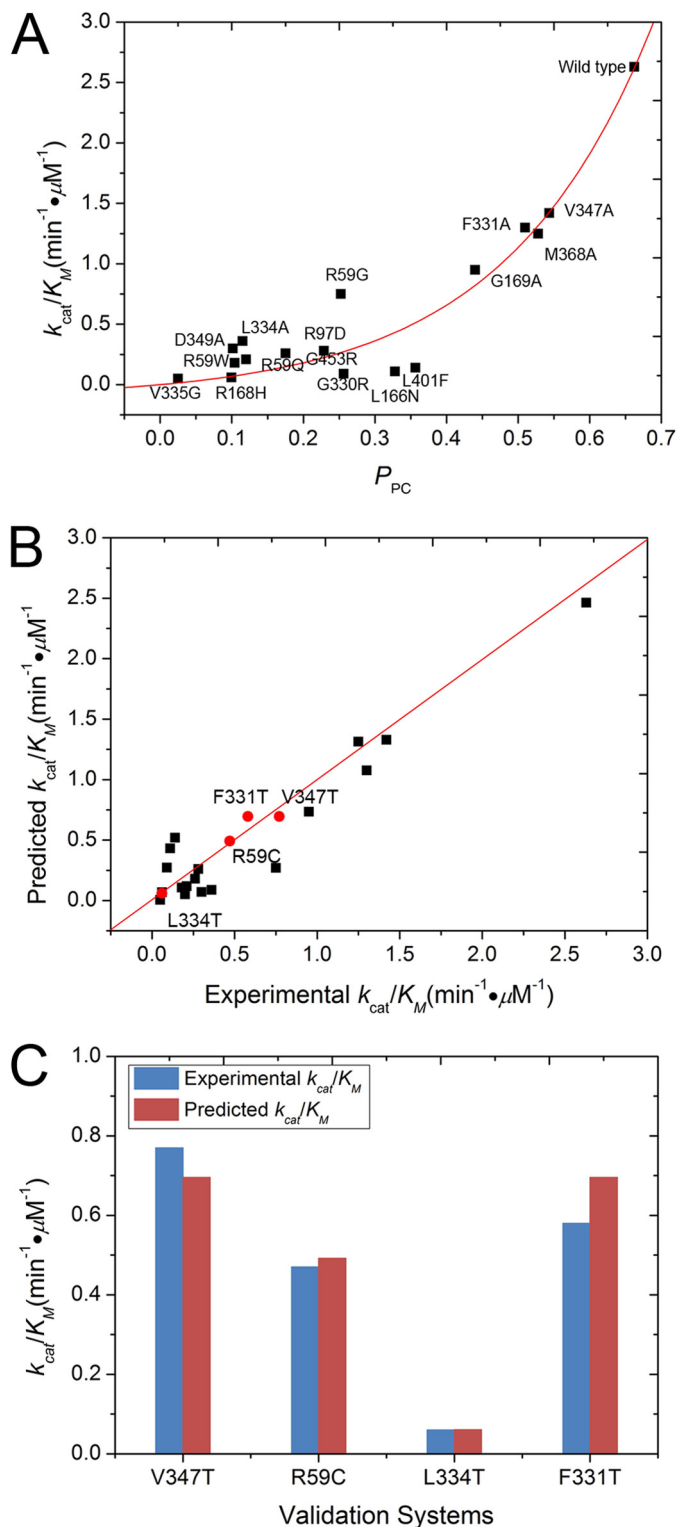 A
3.0
2.5
2.0
1.5
1.0
0.5
0.0
kcat/KM(min-1•μM-1)
Wild type
V347A
F331A
M368A
G169A
R59G
L334A
D349A
R97D
R59W
R59Q
G453R
G330R
L401F
V335G
R168H
L166N
0.0 0.1 0.2 0.3 0.4 0.5 0.6 0.7
PPC
B
3.0
2.5
2.0
1.5
1.0
0.5
0.0
Predicted kcat/KM(min-1•μM-1)
F331T V347T
R59C
L334T
0.0 0.5 1.0 1.5 2.0 2.5 3.0
Experimental kcat/KM(min-1•μM-1)
C
1.0
0.8
0.6
0.4
0.2
0.0
kcat/KM(min-1•μM-1)
Experimental kcat/KM
Predicted kcat/KM
V347T R59C L334T F331T
Validation Systems